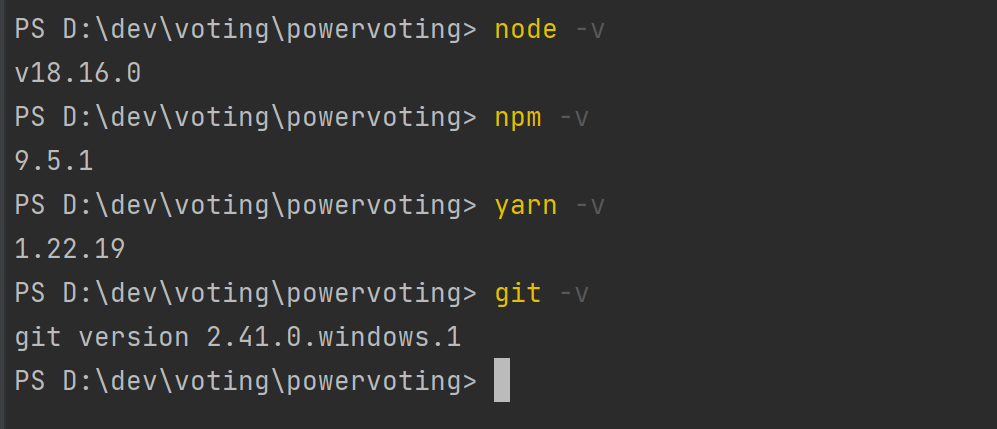 PS D:\dev\voting\powervoting> node -v
v18.16.0
PS D:\dev\voting\powervoting> npm -v
9.5.1
PS D:\dev\voting\powervoting> yarn -v
1.22.19
PS D:\dev\voting\powervoting> git -v
git version 2.41.0.windows.1
PS D:\dev\voting\powervoting>